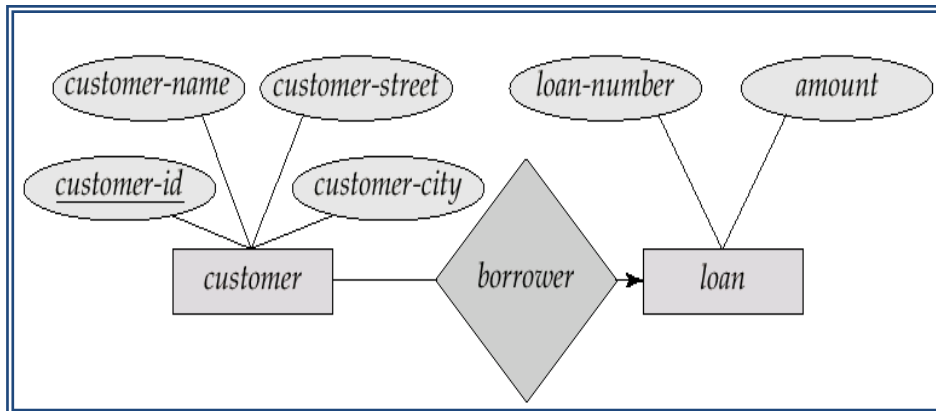 customer-name
customer-street
loan-number
amount
customer-id
customer-city
customer
borrower
loan